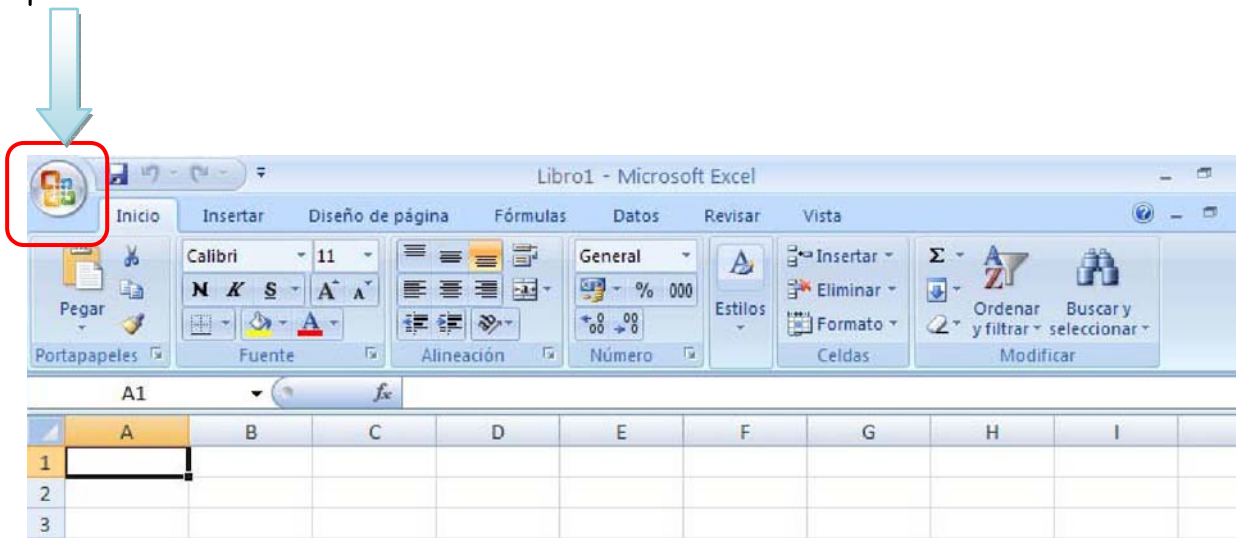 Libro1 - Microsoft Excel
Inicio Insertar Diseño de página Fórmulas Datos Revisar Vista
Calibri 11 General Insertar Σ
N K S A A % 000 Eliminar
Pegar A Estilos Formato Ordenar y filtrar Buscar y seleccionar
Portapapeles Fuente Alineación Número Celdas Modificar
A1 fx
A B C D E F G H I
1
2
3